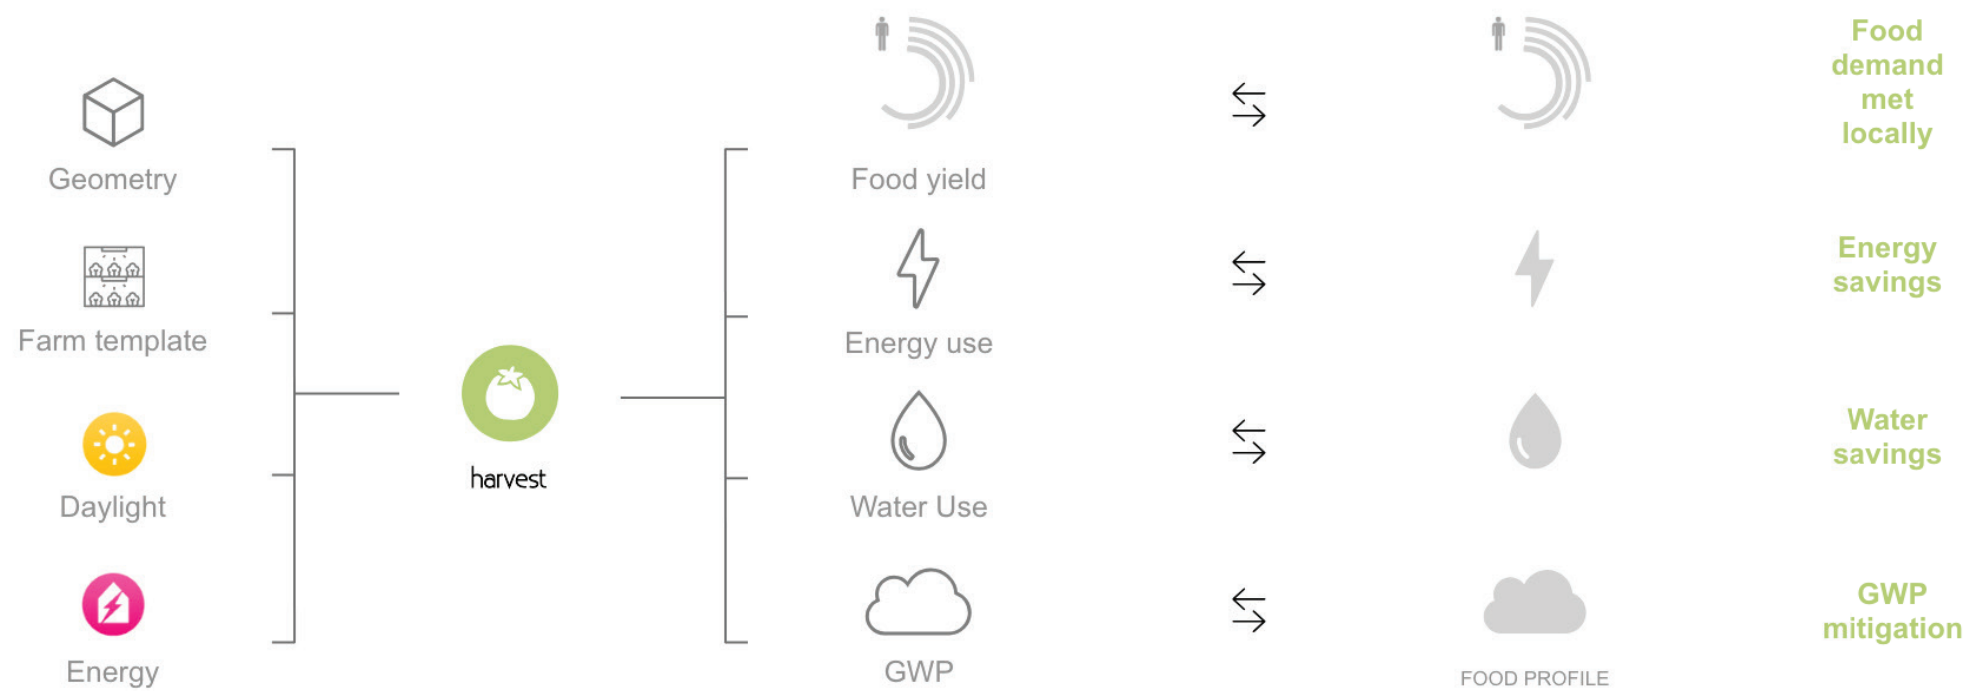 Geometry
Farm template
Daylight
Energy
harvest
Food yield
Energy use
Water Use
GWP
FOOD PROFILE
Food
demand
met
locally
Energy
savings
Water
savings
GWP
mitigation